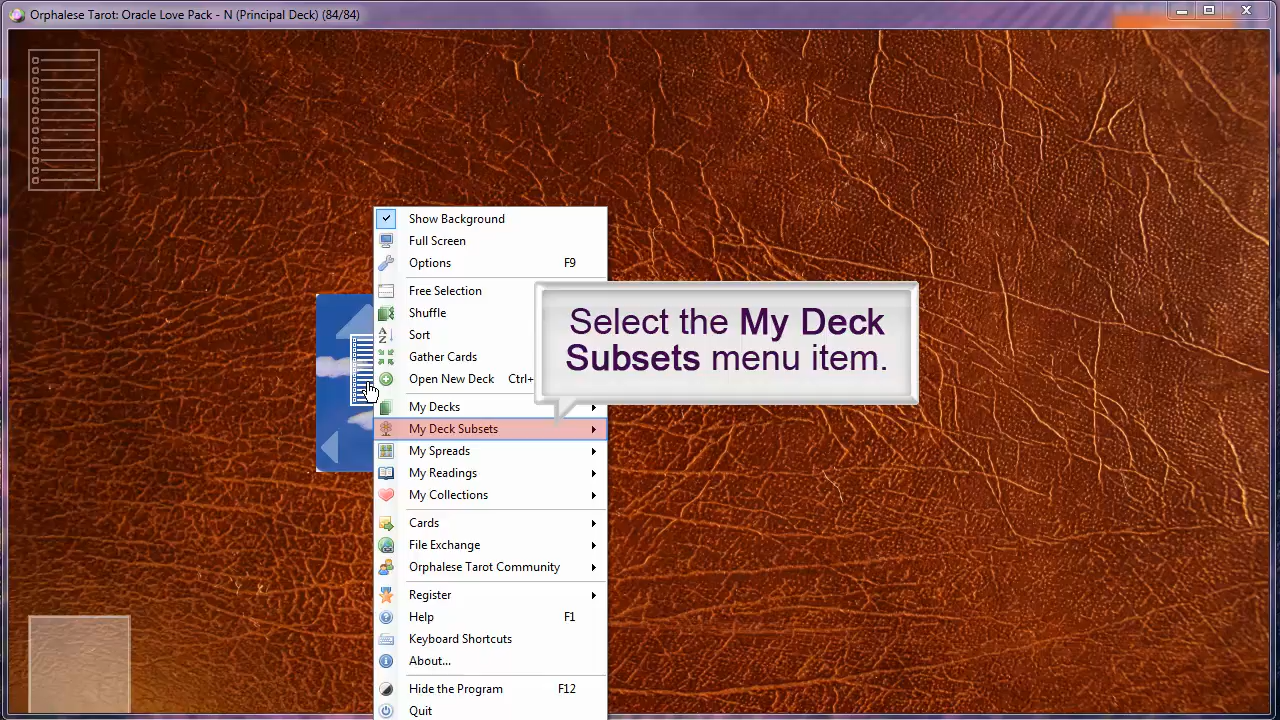 Orphalese Tarot: Oracle Love Pack - N (Principal Deck) (84/84)
Show Background
Full Screen
Options F9
Free Selection
Shuffle
Sort
Gather Cards
Open New Deck Ctrl+
Select the My Deck
Subsets menu item.
My Decks
My Deck Subsets
My Spreads
My Readings
My Collections
Cards
File Exchange
Orphalese Tarot Community
Register
Help F1
Keyboard Shortcuts
About...
Hide the Program F12
Quit